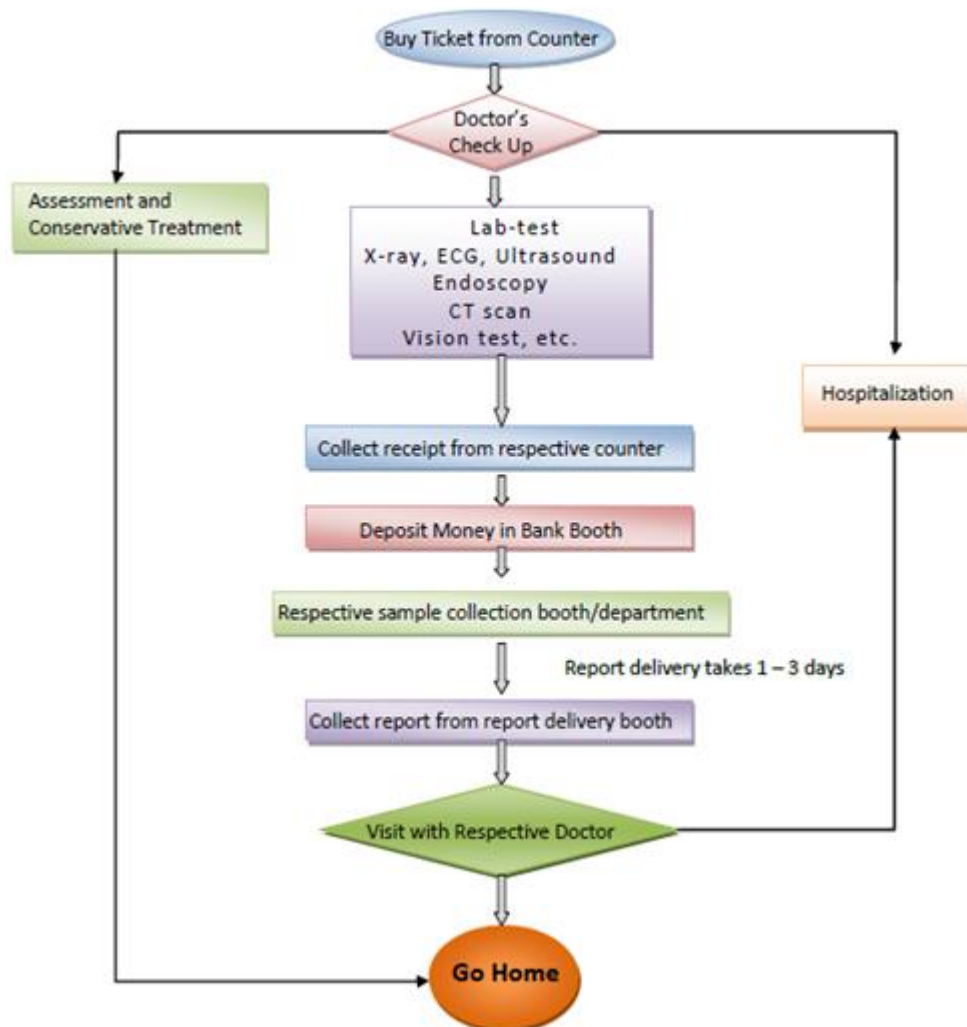 Buy Ticket from Counter
Doctor's
Check Up
Assessment and
Conservative Treatment
Lab-test
X-ray, ECG, Ultrasound
Endoscopy
CT scan
Vision test, etc.
Hospitalization
Collect receipt from respective counter
Deposit Money in Bank Booth
Respective sample collection booth/department
Report delivery takes 1 – 3 days
Collect report from report delivery booth
Visit with Respective Doctor
Go Home